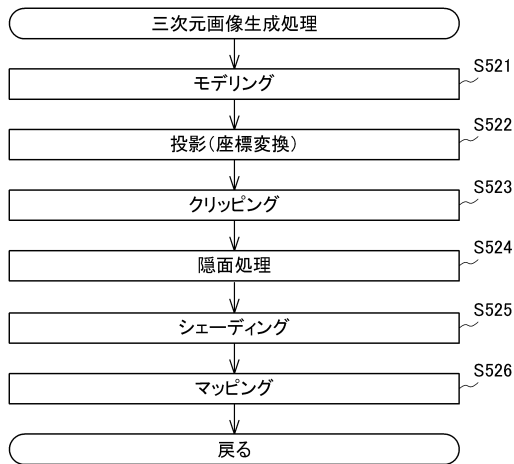 三次元画像生成処理
モデリング
S521
投影(座標変換)
S522
クリッピング
S523
隠面処理
S524
シェーディング
S525
マッピング
S526
戻る